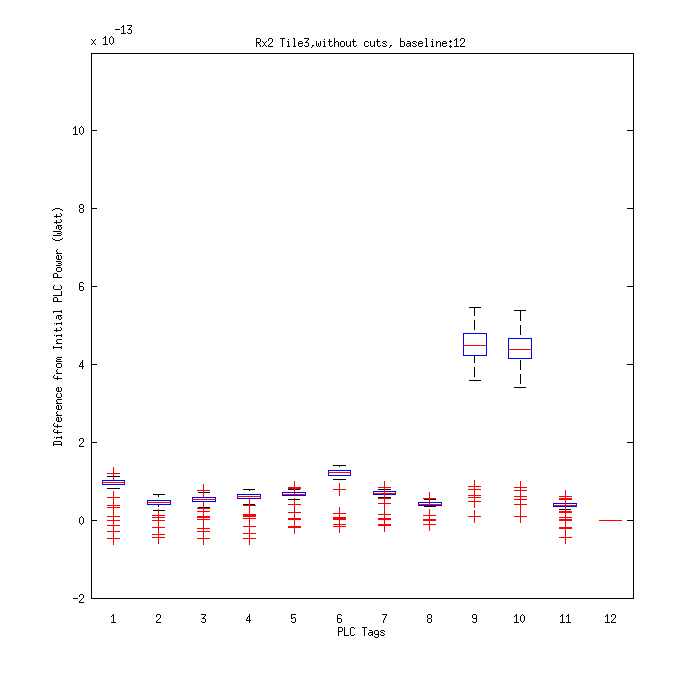 x 10^-13
Rx2 Tile3,without cuts, baseline:12
Difference from Initial PLC Power (Watt)
10
8
6
4
2
0
-2
1 2 3 4 5 6 7 8 9 10 11 12
PLC Tags